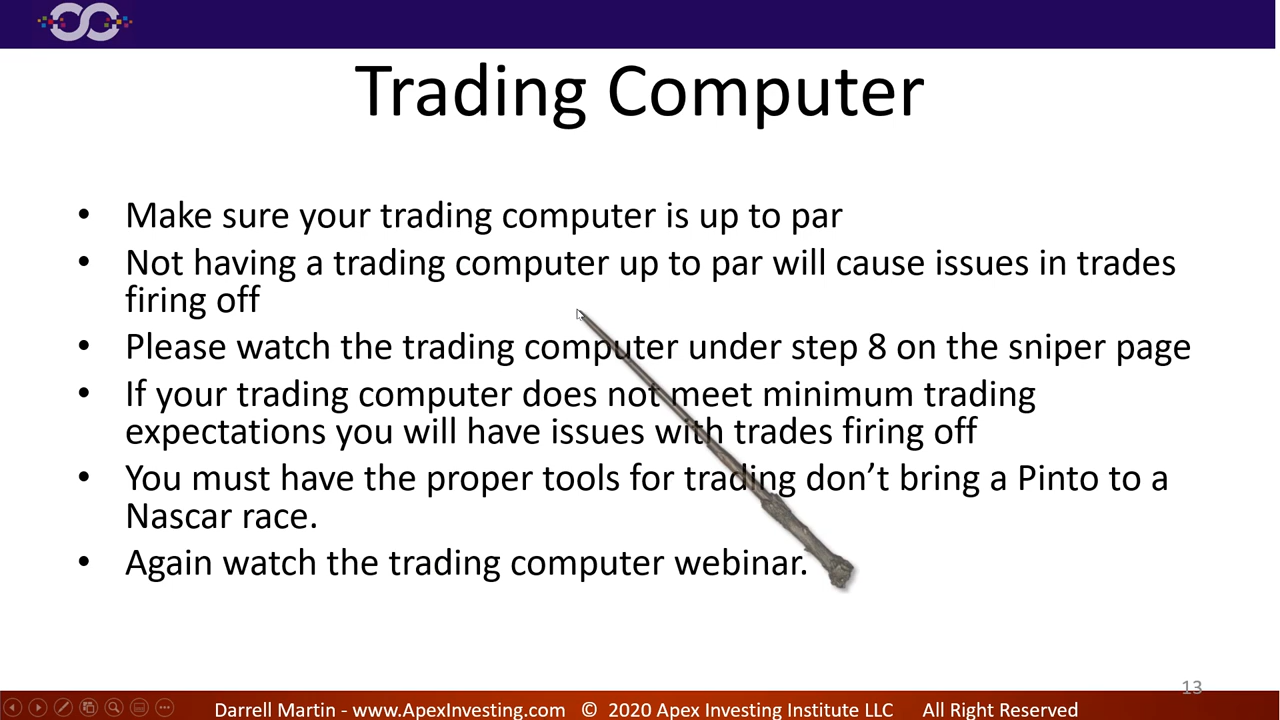 Trading Computer
• Make sure your trading computer is up to par
• Not having a trading computer up to par will cause issues in trades
firing off
• Please watch the trading computer under step 8 on the sniper page
• If your trading computer does not meet minimum trading
expectations you will have issues with trades firing off
• You must have the proper tools for trading don’t bring a Pinto to a
Nascar race.
• Again watch the trading computer webinar.
13
Darrell Martin - www.ApexInvesting.com © 2020 Apex Investing Institute LLC All Right Reserved